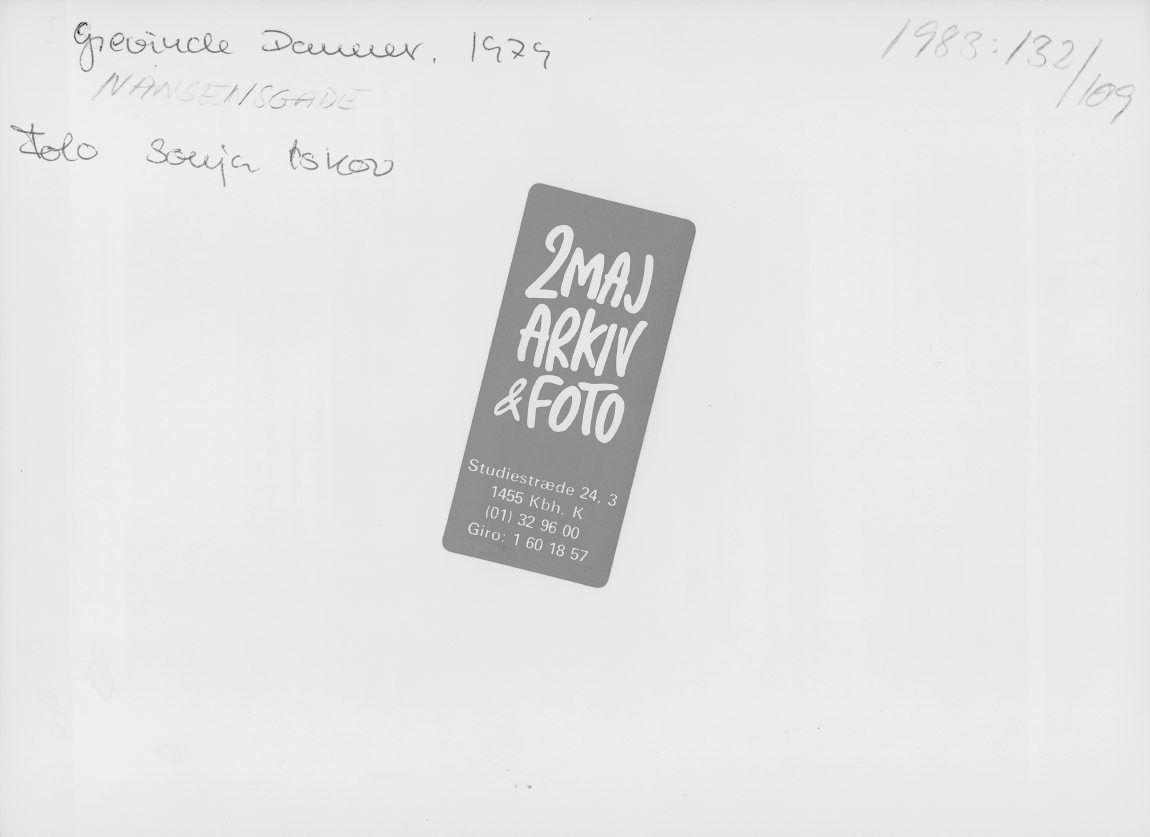 Grevinde Danner, 1979
1983:132/109
NANSENSGADE
Foto Sonja Iskov
2MAJ
ARKIV
& FOTO
Studiestræde 24, 3
1455 Kbh. K
(01) 32 96 00
Giro: 1 60 18 57